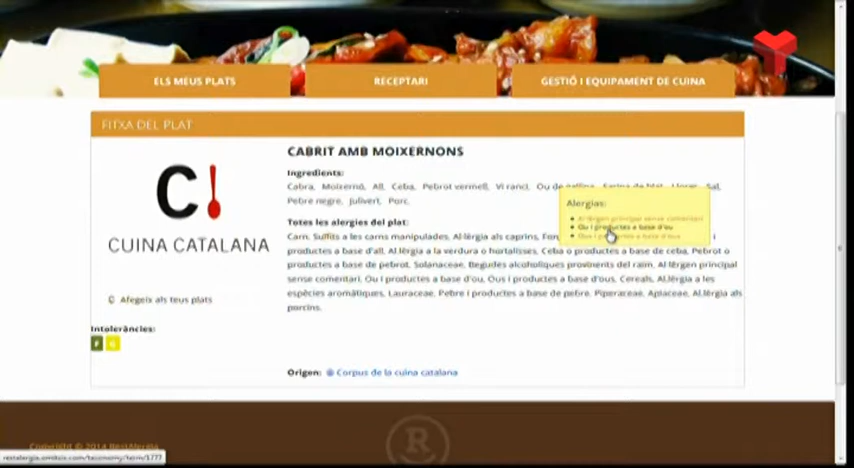 ELS MEUS PLATS
RECEPTARI
GESTIÓ I EQUIPAMENT DE CUINA
FITXA DEL PLAT
C!
CUINA CATALANA
Afegeix als teus plats
Intoleràncies:
F
CABRIT AMB MOIXERNONS
Ingredients:
Cabra, Moixernó, All, Ceba, Pebrot vermell, Vi ranci, Ou de gallina, Farina de blat, Llorer, Sal,
Pebre negre, Julivert, Porc,
Alergias:
Al·lèrgen principal sense comentari
Ou i productes a base d'ou
Ous i productes a base d'ous
Totes les alergies del plat:
Carn, Sulfits a les carns manipulades, Al·lèrgia als caprins, i
productes a base d'all, Al·lèrgia a la verdura o hortalisses, Ceba o productes a base de ceba, Pebrot o
productes a base de pebrot, Solanaceae, Begudes alcoholiques provinents del raïm, Al·lèrgen principal
sense comentari, Ou i productes a base d'ou, Ous i productes a base d'ous, Cereals, Al·lèrgia a les
espècies aromàtiques, Lauraceae, Pebre i productes a base de pebre, Piperaceae, Apiaceae, Al·lèrgia als
porcins,
Origen: Corpus de la cuina catalana
Copyright © 2014 RestAlergia
R